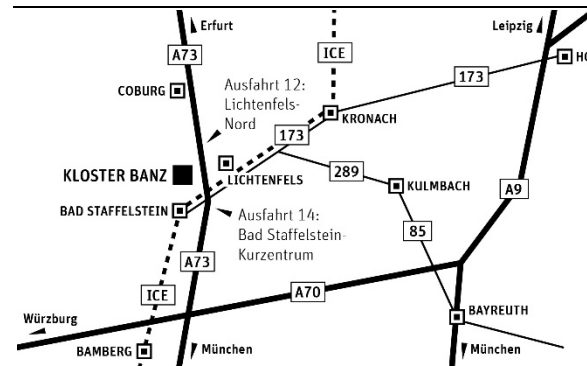 Erfurt
Leipzig
A73
ICE
HO
173
COBURG
Ausfahrt 12:
Lichtenfels-
Nord
KRONACH
173
KLOSTER BANZ
LICHTENFELS
289
KULMBACH
A9
BAD STAFFELSTEIN
Ausfahrt 14:
Bad Staffelstein-
Kurzentrum
85
A73
ICE
A70
Würzburg
BAYREUTH
BAMBERG
München
München